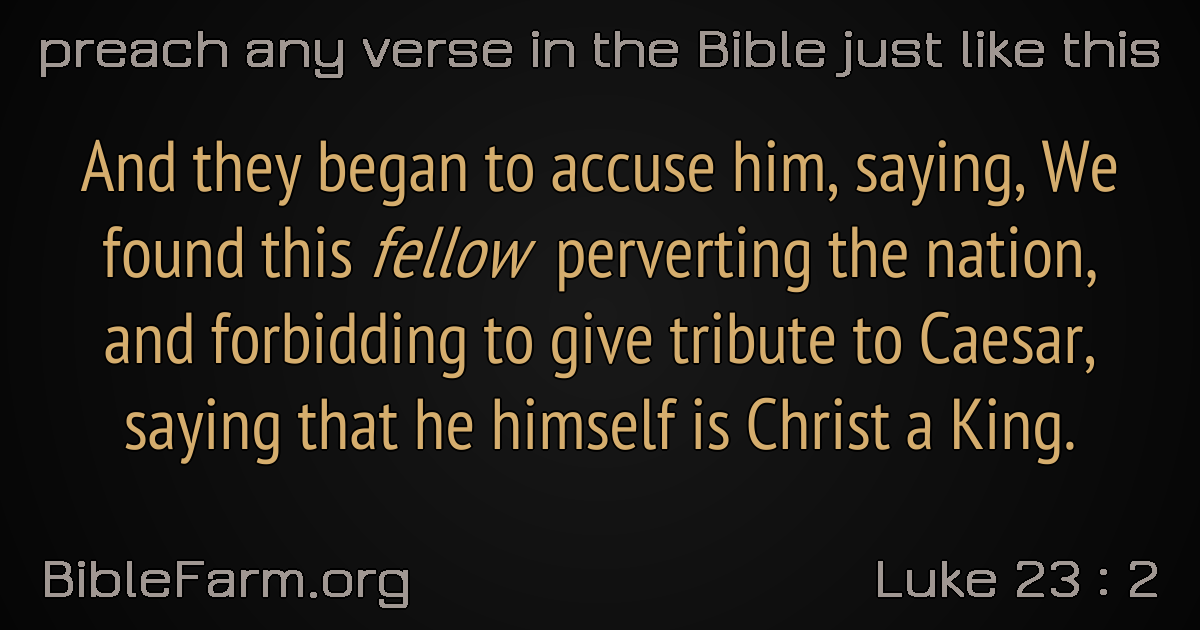 preach any verse in the Bible just like this
And they began to accuse him, saying, We
found this fellow perverting the nation,
and forbidding to give tribute to Caesar,
saying that he himself is Christ a King.
BibleFarm.org
Luke 23 : 2